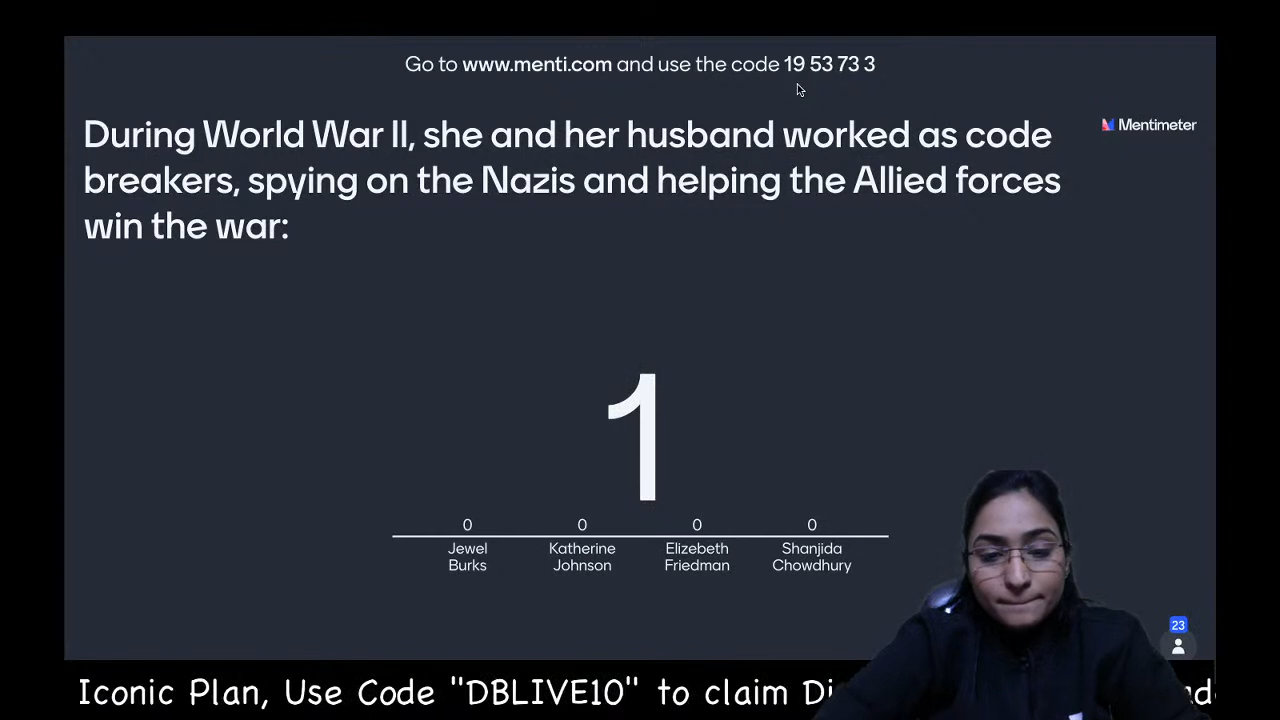 Go to www.menti.com and use the code 19 53 73 3
Mentimeter
During World War II, she and her husband worked as code
breakers, spying on the Nazis and helping the Allied forces
win the war:
1
0 0 0 0
Jewel Katherine Elizebeth Shanjida
Burks Johnson Friedman Chowdhury
23
Iconic Plan, Use Code "DBLIVE10" to claim